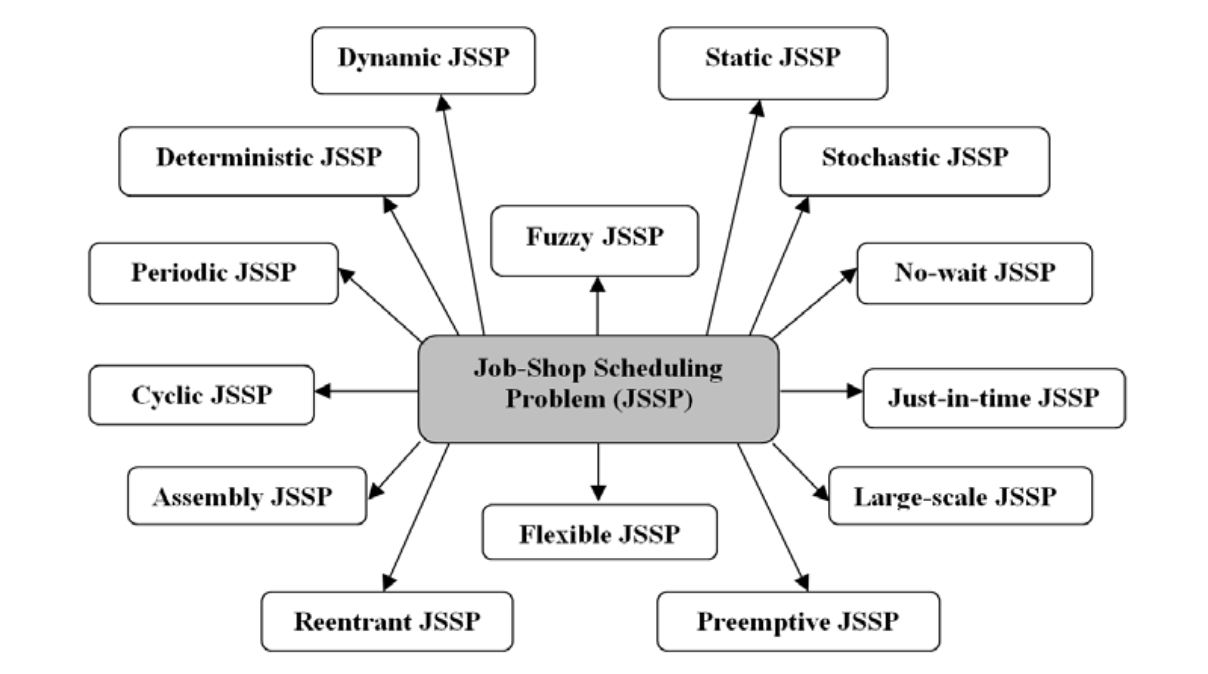 Dynamic JSSP
Static JSSP
Deterministic JSSP
Stochastic JSSP
Fuzzy JSSP
Periodic JSSP
No-wait JSSP
Job-Shop Scheduling
Problem (JSSP)
Cyclic JSSP
Just-in-time JSSP
Assembly JSSP
Large-scale JSSP
Flexible JSSP
Reentrant JSSP
Preemptive JSSP